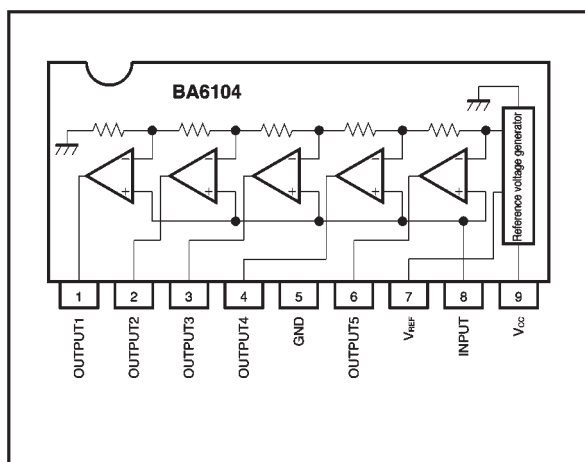 BA6104
Reference voltage generator
− − − − −
+ + + + +
1 2 3 4 5 6 7 8 9
OUTPUT1
OUTPUT2
OUTPUT3
OUTPUT4
GND
OUTPUT5
VREF
INPUT
VCC